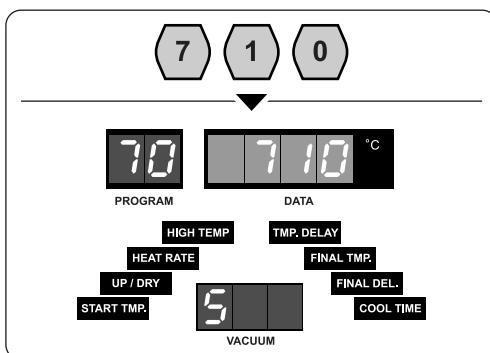 7 1 0
70 710 °C
PROGRAM DATA
HIGH TEMP TMP. DELAY
HEAT RATE FINAL TMP.
UP / DRY FINAL DEL.
START TMP. COOL TIME
5
VACUUM